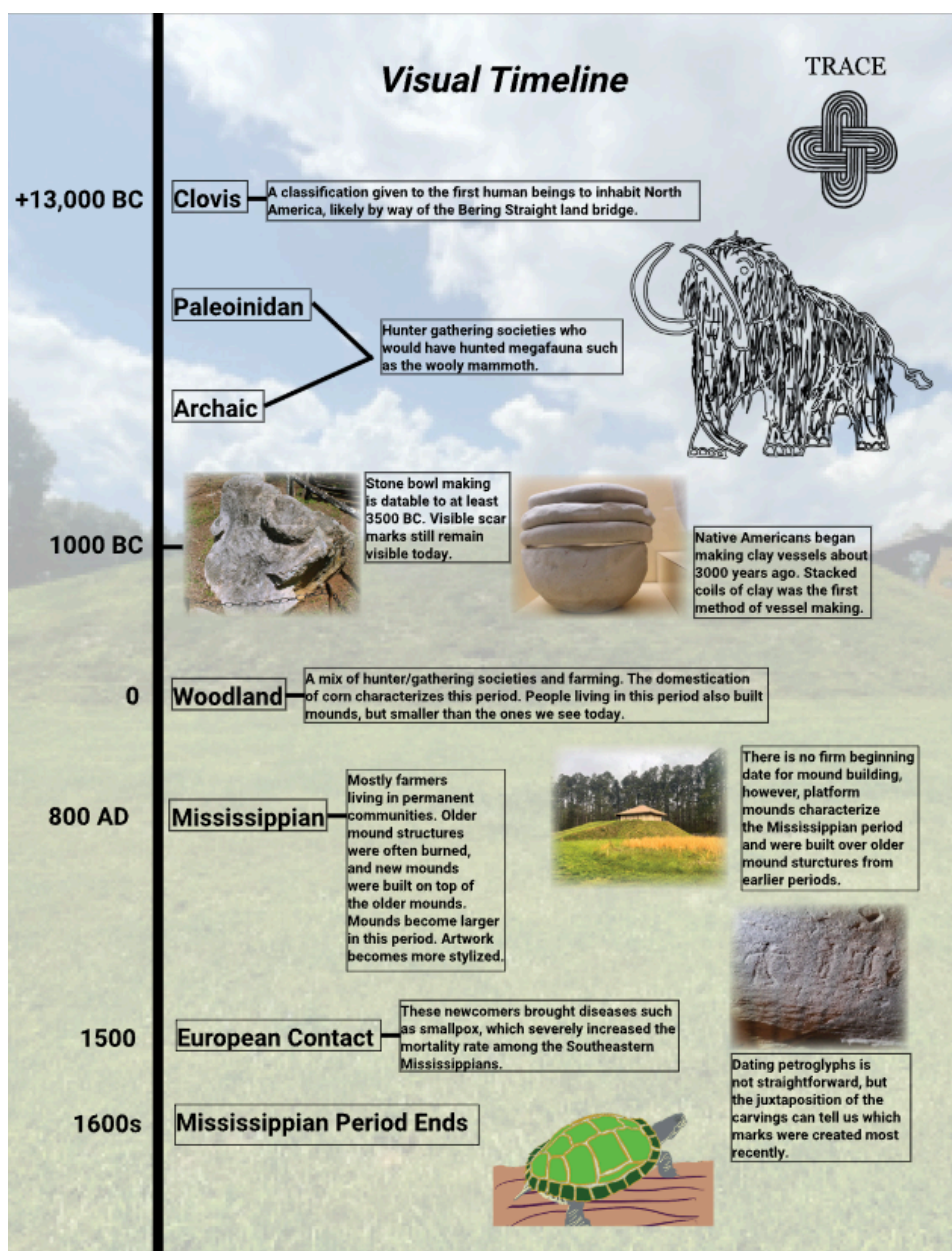 Visual Timeline
TRACE
+13,000 BC
Clovis
A classification given to the first human beings to inhabit North
America, likely by way of the Bering Straight land bridge.
Paleoinidan
Archaic
Hunter gathering societies who
would have hunted megafauna such
as the wooly mammoth.
1000 BC
Stone bowl making
is datable to at least
3500 BC. Visible scar
marks still remain
visible today.
Native Americans began
making clay vessels about
3000 years ago. Stacked
coils of clay was the first
method of vessel making.
0
Woodland
A mix of hunter/gathering societies and farming. The domestication
of corn characterizes this period. People living in this period also built
mounds, but smaller than the ones we see today.
800 AD
Mississippian
Mostly farmers
living in permanent
communities. Older
mound structures
were often burned,
and new mounds
were built on top of
the older mounds.
Mounds become larger
in this period. Artwork
becomes more stylized.
There is no firm beginning
date for mound building,
however, platform
mounds characterize
the Mississippian period
and were built over older
mound sturctures from
earlier periods.
1500
European Contact
These newcomers brought diseases such
as smallpox, which severely increased the
mortality rate among the Southeastern
Mississippians.
Dating petroglyphs is
not straightforward, but
the juxtaposition of the
carvings can tell us which
marks were created most
recently.
1600s
Mississippian Period Ends